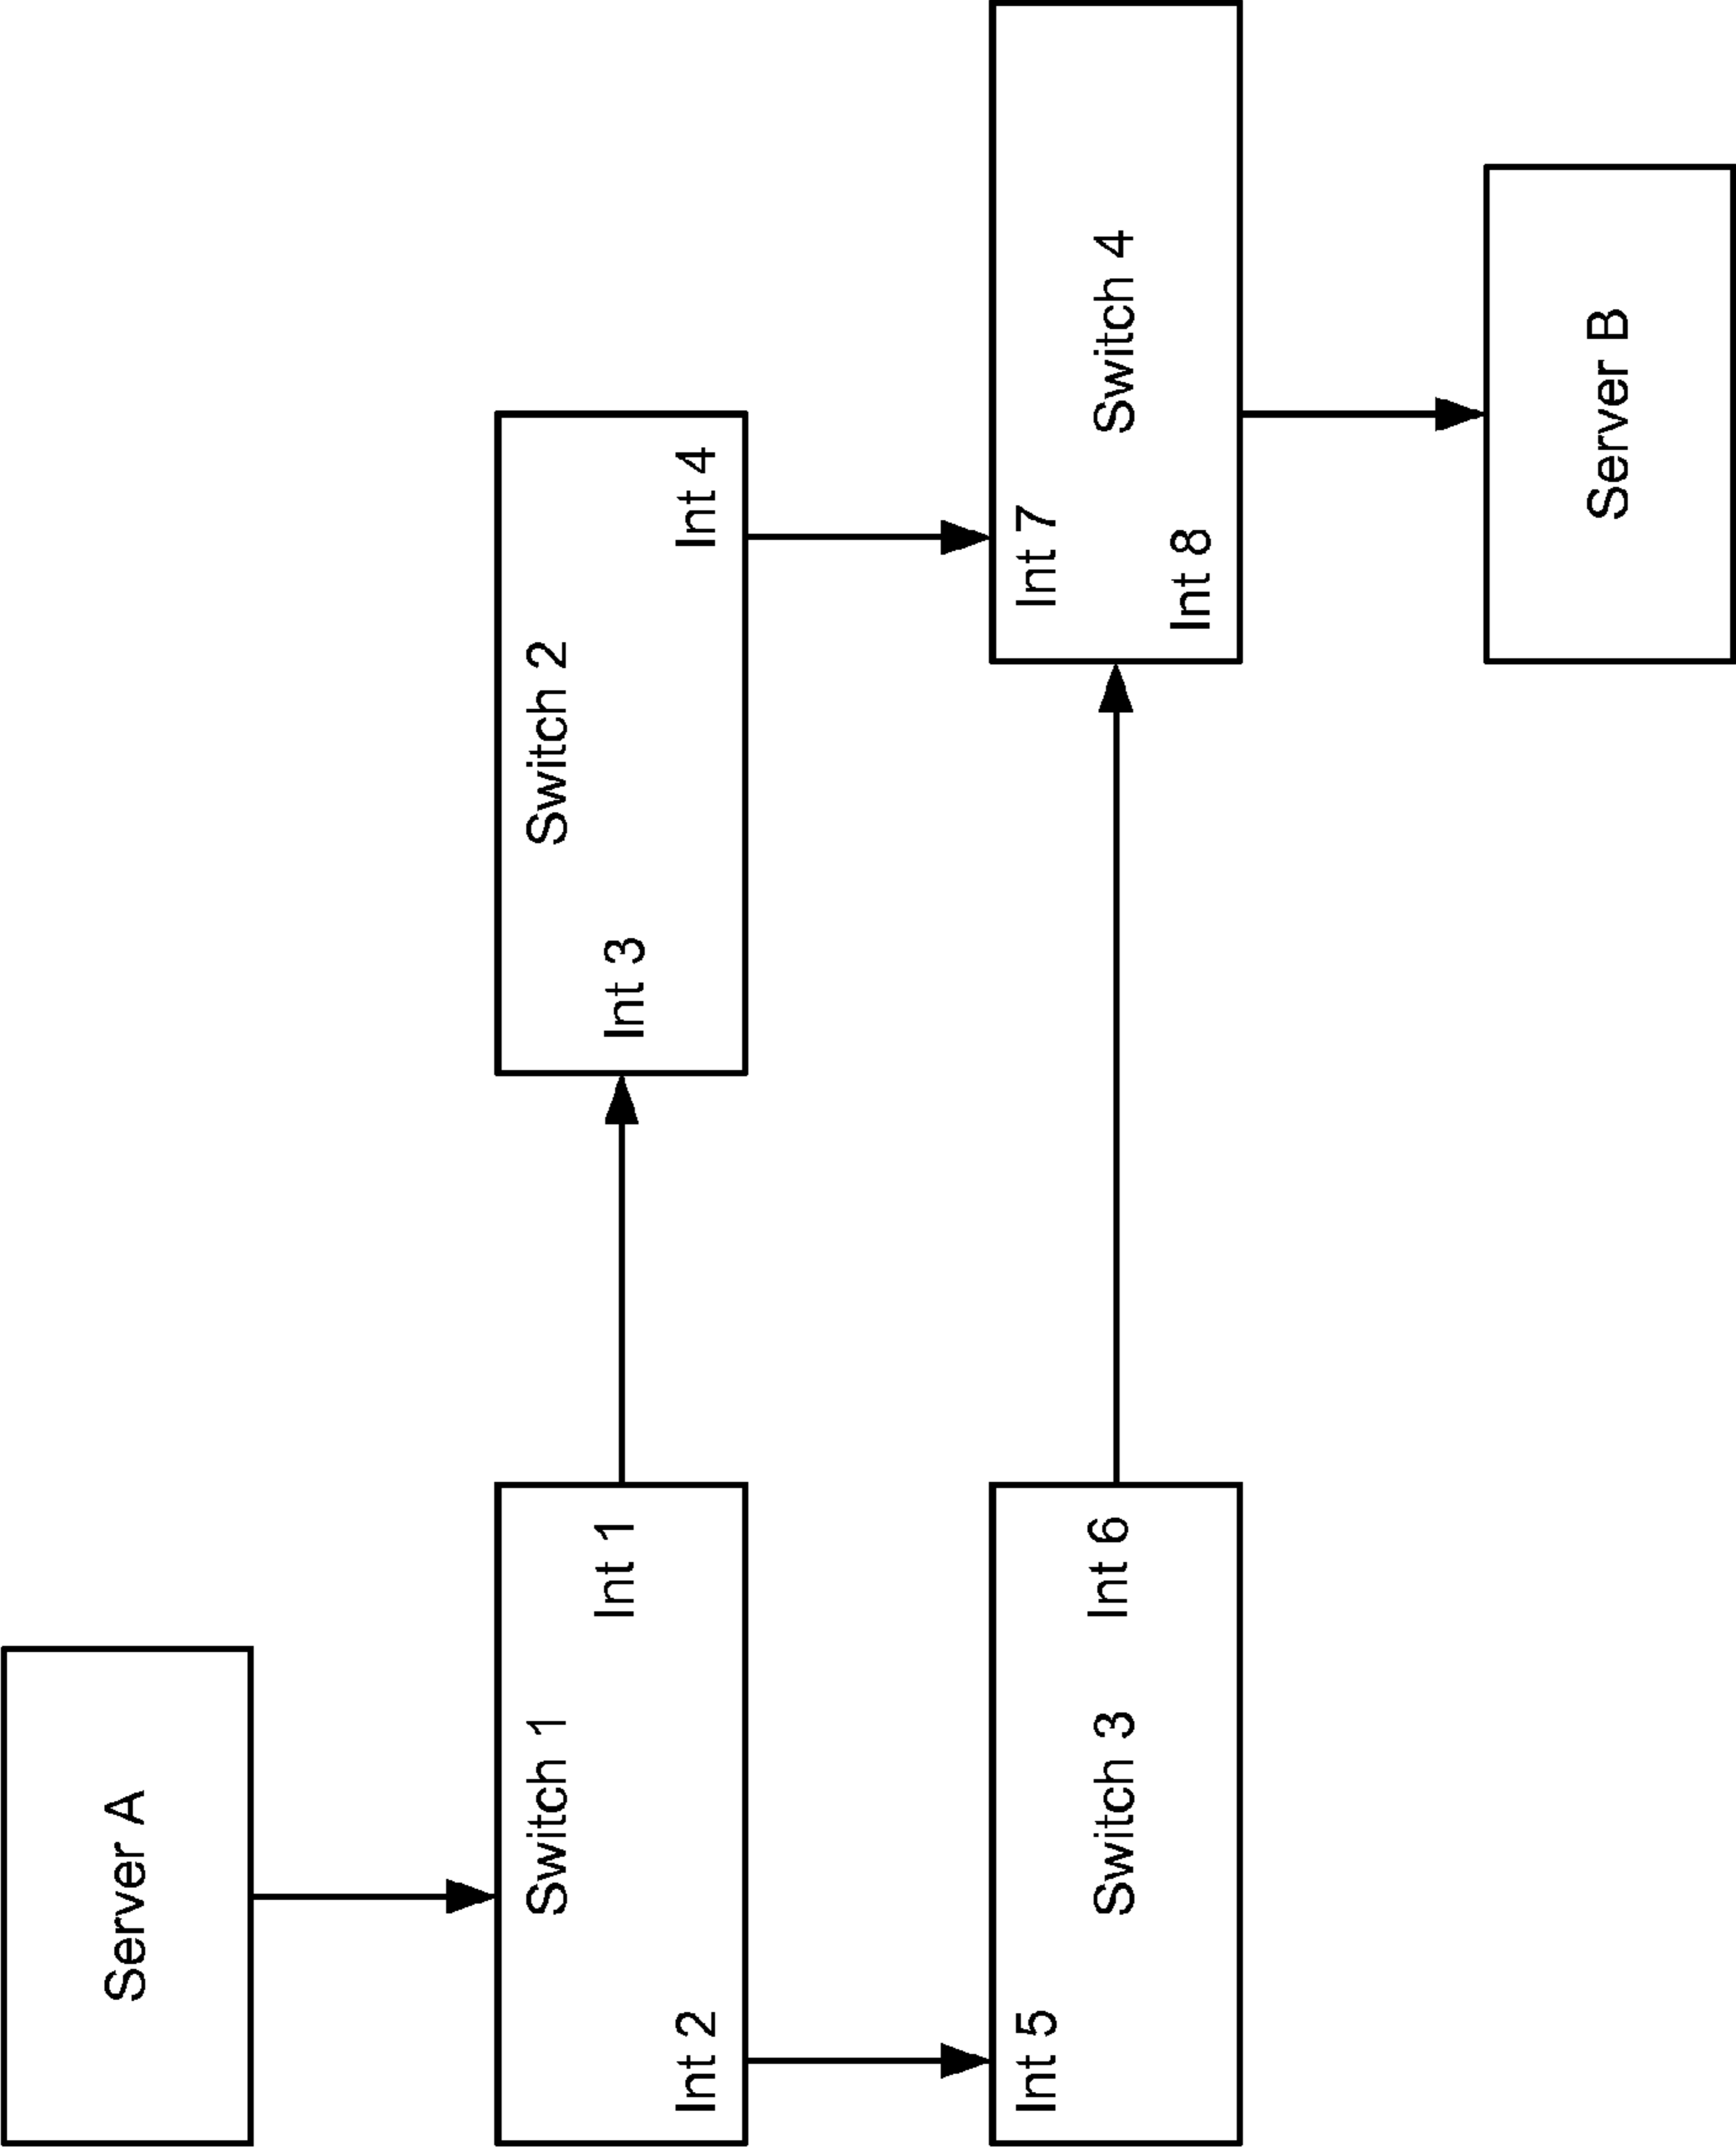 Server A
Switch 1
Int 1
Int 2
Switch 2
Int 3
Int 4
Int 5
Switch 3
Int 6
Int 7
Switch 4
Int 8
Server B